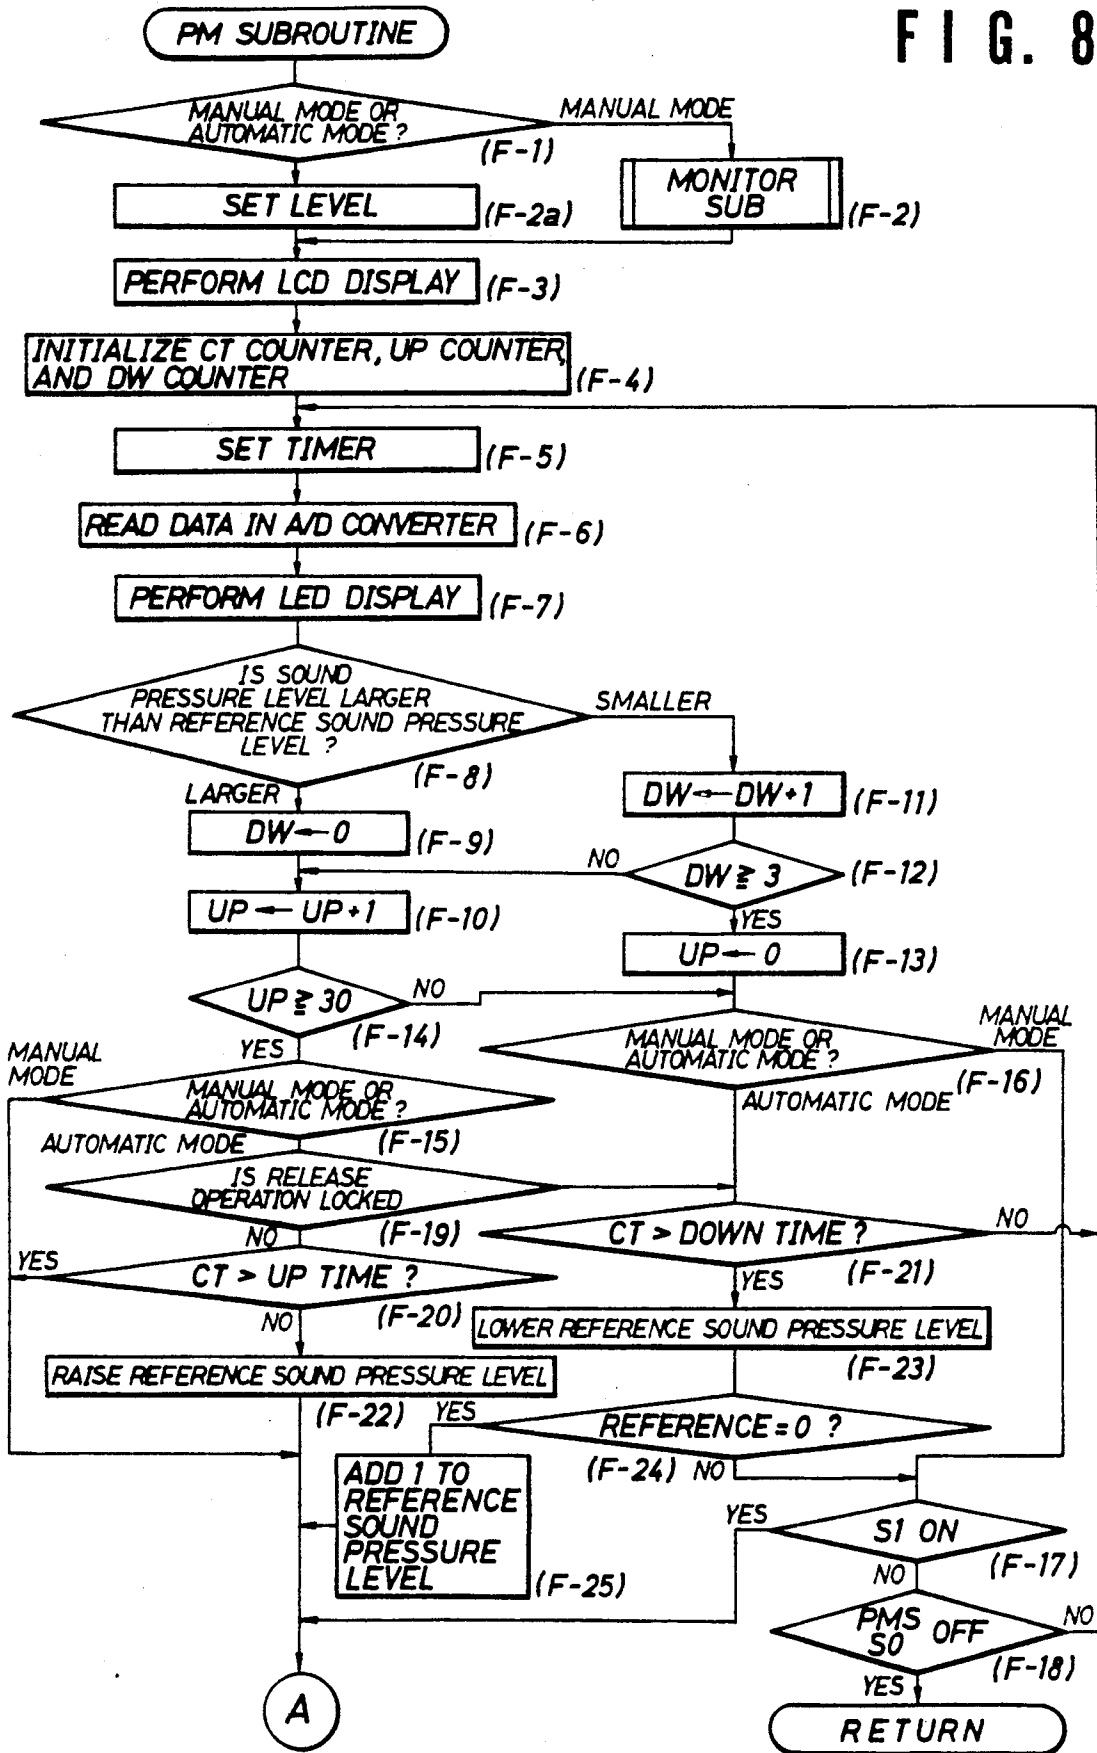 FIG. 8
PM SUBROUTINE
MANUAL MODE OR
AUTOMATIC MODE ?
(F-1)
MANUAL MODE
MONITOR
SUB
(F-2)
SET LEVEL
(F-2a)
PERFORM LCD DISPLAY
(F-3)
INITIALIZE CT COUNTER, UP COUNTER,
AND DW COUNTER
(F-4)
SET TIMER
(F-5)
READ DATA IN A/D CONVERTER
(F-6)
PERFORM LED DISPLAY
(F-7)
IS SOUND
PRESSURE LEVEL LARGER
THAN REFERENCE SOUND PRESSURE
LEVEL ?
(F-8)
SMALLER
LARGER
DW ← 0
(F-9)
DW ← DW+1
(F-11)
NO
DW ≧ 3
(F-12)
YES
UP ← UP+1
(F-10)
UP ← 0
(F-13)
UP ≧ 30
NO
(F-14)
YES
MANUAL MODE OR
AUTOMATIC MODE ?
MANUAL
MODE
(F-16)
AUTOMATIC MODE
MANUAL
MODE
MANUAL MODE OR
AUTOMATIC MODE ?
(F-15)
AUTOMATIC MODE
IS RELEASE
OPERATION LOCKED
(F-19)
NO
CT > DOWN TIME ?
NO
(F-21)
YES
YES
CT > UP TIME ?
(F-20)
NO
LOWER REFERENCE SOUND PRESSURE LEVEL
(F-23)
RAISE REFERENCE SOUND PRESSURE LEVEL
(F-22)
YES
REFERENCE = 0 ?
(F-24)
NO
ADD 1 TO
REFERENCE
SOUND
PRESSURE
LEVEL
(F-25)
YES
S1 ON
(F-17)
NO
PMS
S0 OFF
NO
(F-18)
YES
A
RETURN